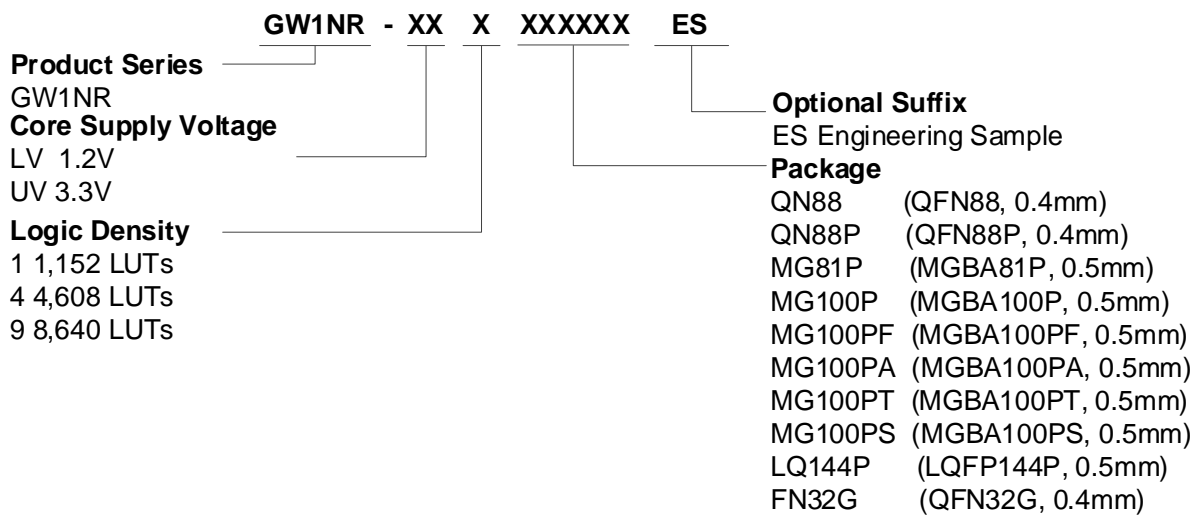 GW1NR - XX X XXXXXX ES
Product Series
GW1NR
Core Supply Voltage
LV 1.2V
UV 3.3V
Logic Density
1 1,152 LUTs
4 4,608 LUTs
9 8,640 LUTs
Optional Suffix
ES Engineering Sample
Package
QN88 (QFN88, 0.4mm)
QN88P (QFN88P, 0.4mm)
MG81P (MGBA81P, 0.5mm)
MG100P (MGBA100P, 0.5mm)
MG100PF (MGBA100PF, 0.5mm)
MG100PA (MGBA100PA, 0.5mm)
MG100PT (MGBA100PT, 0.5mm)
MG100PS (MGBA100PS, 0.5mm)
LQ144P (LQFP144P, 0.5mm)
FN32G (QFN32G, 0.4mm)